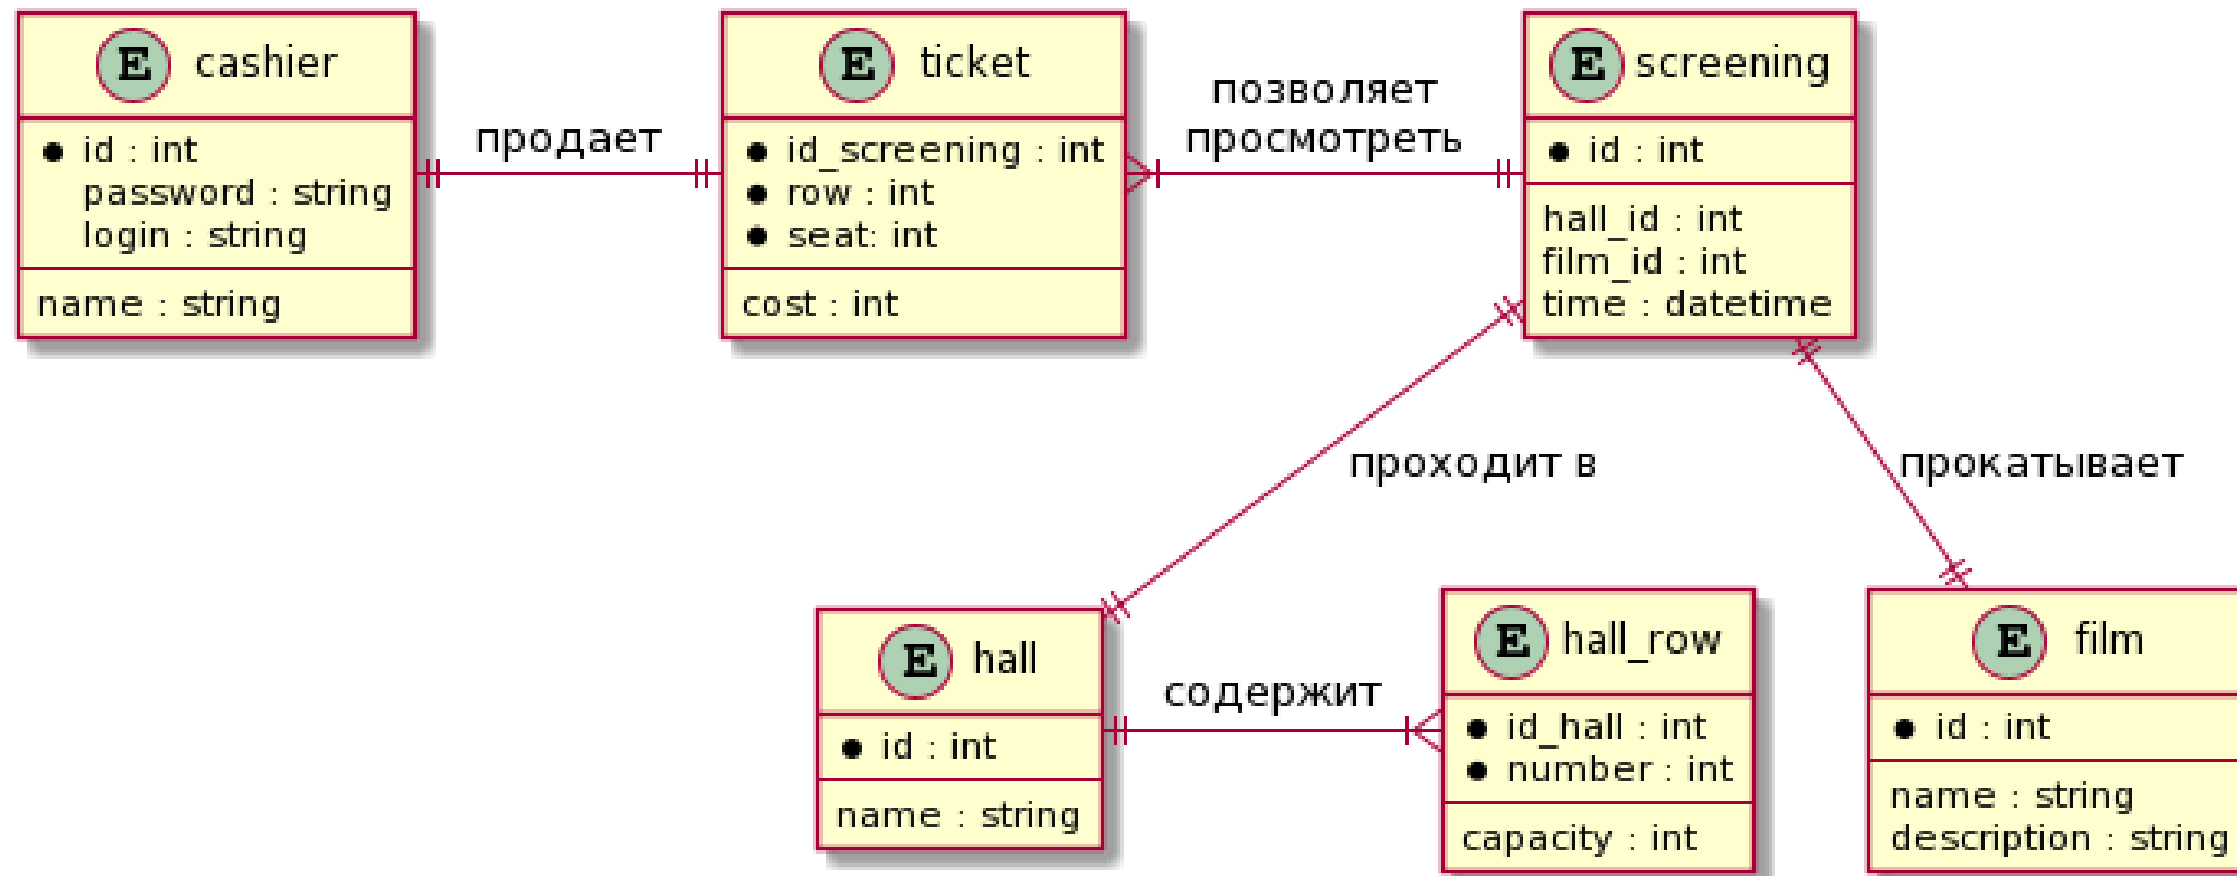 E cashier
id : int
password : string
login : string
name : string
продает
E ticket
id_screening : int
row : int
seat: int
cost : int
позволяет
просмотреть
E screening
id : int
hall_id : int
film_id : int
time : datetime
проходит в
прокатывает
E hall
id : int
name : string
содержит
E hall_row
id_hall : int
number : int
capacity : int
E film
id : int
name : string
description : string